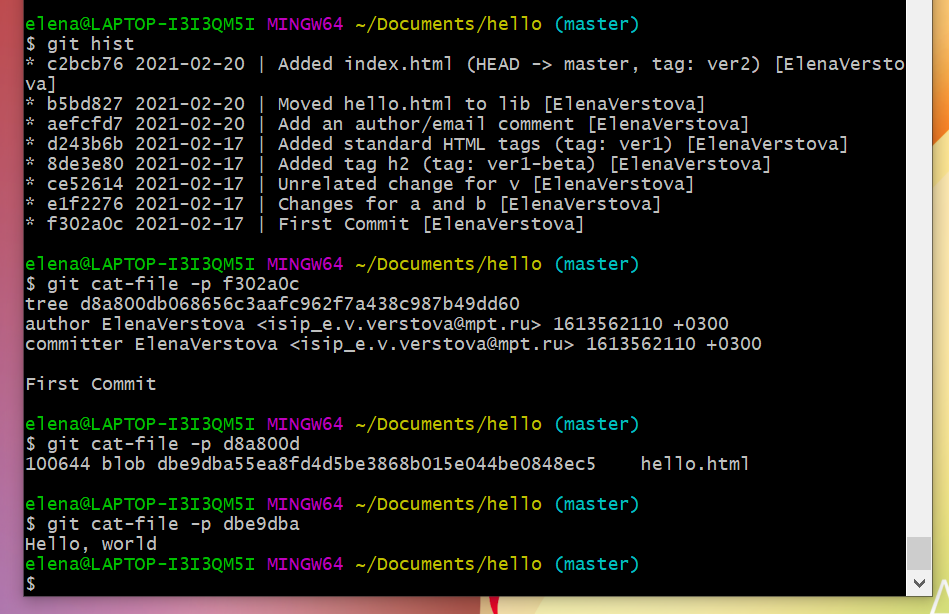 elena@LAPTOP-I3I3QM5I MINGW64 ~/Documents/hello (master)
$ git hist
* c2bcb76 2021-02-20 | Added index.html (HEAD -> master, tag: ver2) [ElenaVersto
va]
* b5bd827 2021-02-20 | Moved hello.html to lib [ElenaVerstova]
* aefcfd7 2021-02-20 | Add an author/email comment [ElenaVerstova]
* d243b6b 2021-02-17 | Added standard HTML tags (tag: ver1) [ElenaVerstova]
* 8de3e80 2021-02-17 | Added tag h2 (tag: ver1-beta) [ElenaVerstova]
* ce52614 2021-02-17 | Unrelated change for v [ElenaVerstova]
* e1f2276 2021-02-17 | Changes for a and b [ElenaVerstova]
* f302a0c 2021-02-17 | First Commit [ElenaVerstova]
elena@LAPTOP-I3I3QM5I MINGW64 ~/Documents/hello (master)
$ git cat-file -p f302a0c
tree d8a800db068656c3aafc962f7a438c987b49dd60
author ElenaVerstova <isip_e.v.verstova@mpt.ru> 1613562110 +0300
committer ElenaVerstova <isip_e.v.verstova@mpt.ru> 1613562110 +0300
First Commit
elena@LAPTOP-I3I3QM5I MINGW64 ~/Documents/hello (master)
$ git cat-file -p d8a800d
100644 blob dbe9dba55ea8fd4d5be3868b015e044be0848ec5    hello.html
elena@LAPTOP-I3I3QM5I MINGW64 ~/Documents/hello (master)
$ git cat-file -p dbe9dba
Hello, world
elena@LAPTOP-I3I3QM5I MINGW64 ~/Documents/hello (master)
$